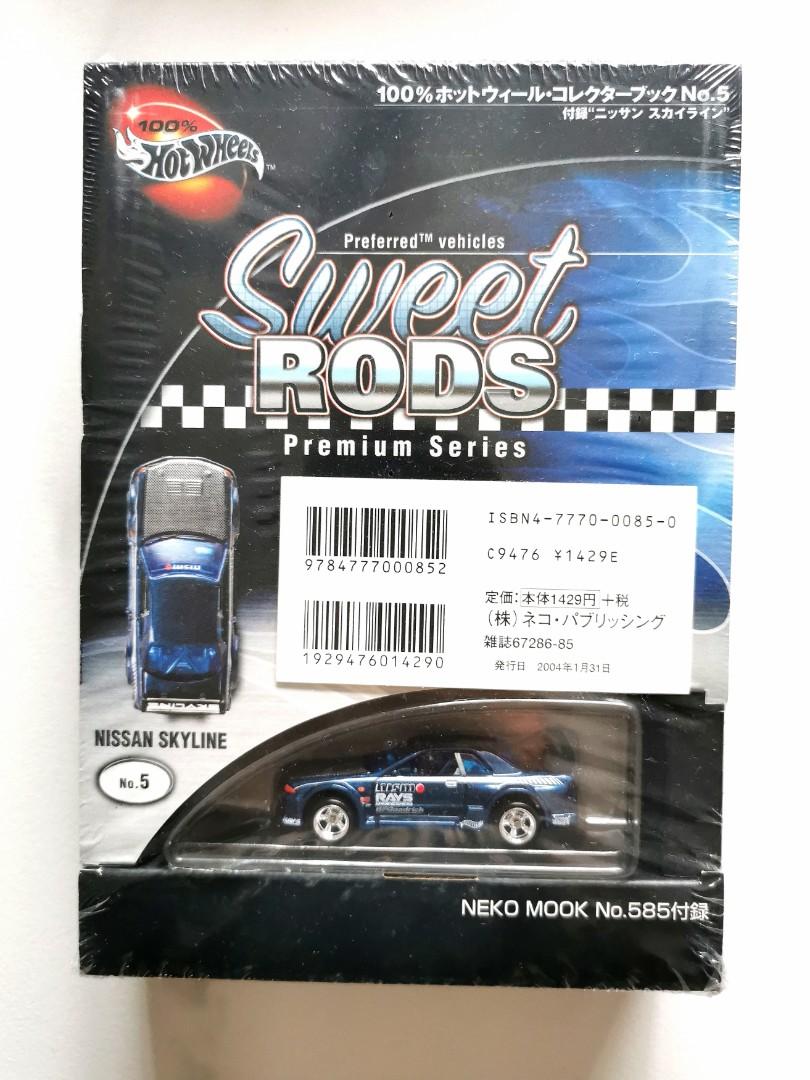 100%ホットウィール・コレクターブック No.5
付録"ニッサン スカイライン"
100%
Hot Wheels™
Preferred™ vehicles
Sweet
RODS
Premium Series
ISBN4-7770-0085-0
9784777000852
C9476 ¥1429E
定価：本体1429円＋税
（株）ネコ・パブリッシング
1929476014290
雑誌67286-85
発行日 2004年1月31日
NISSAN SKYLINE
No.5
nismo
RAYS
BFGoodrich
NEKO MOOK No.585付録